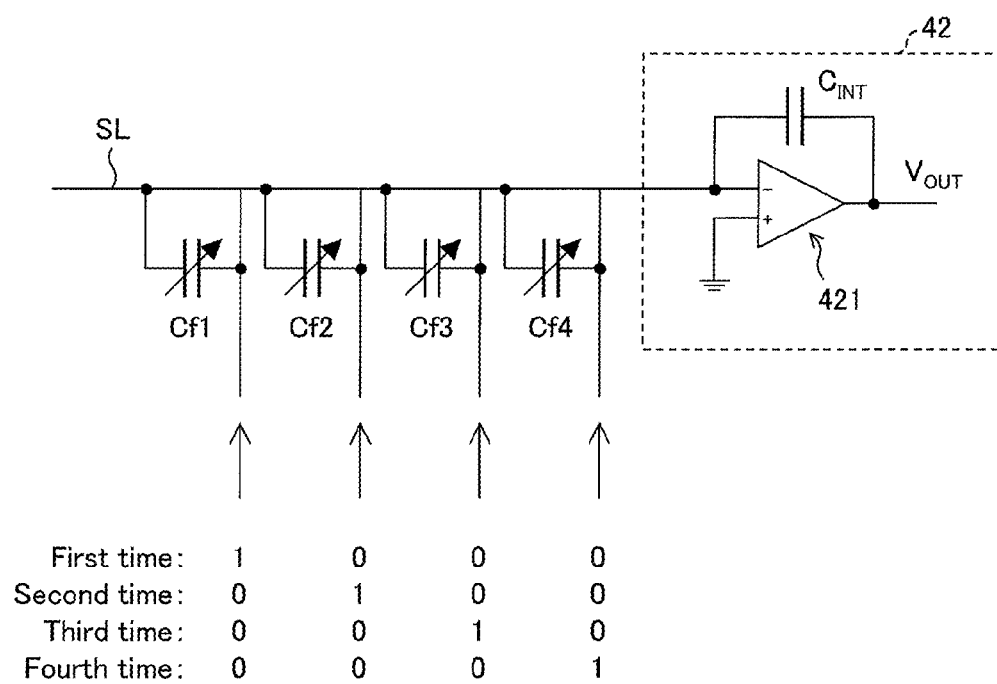 42
C_INT
SL
V_OUT
421
Cf1 Cf2 Cf3 Cf4
First time: 1 0 0 0
Second time: 0 1 0 0
Third time: 0 0 1 0
Fourth time: 0 0 0 1